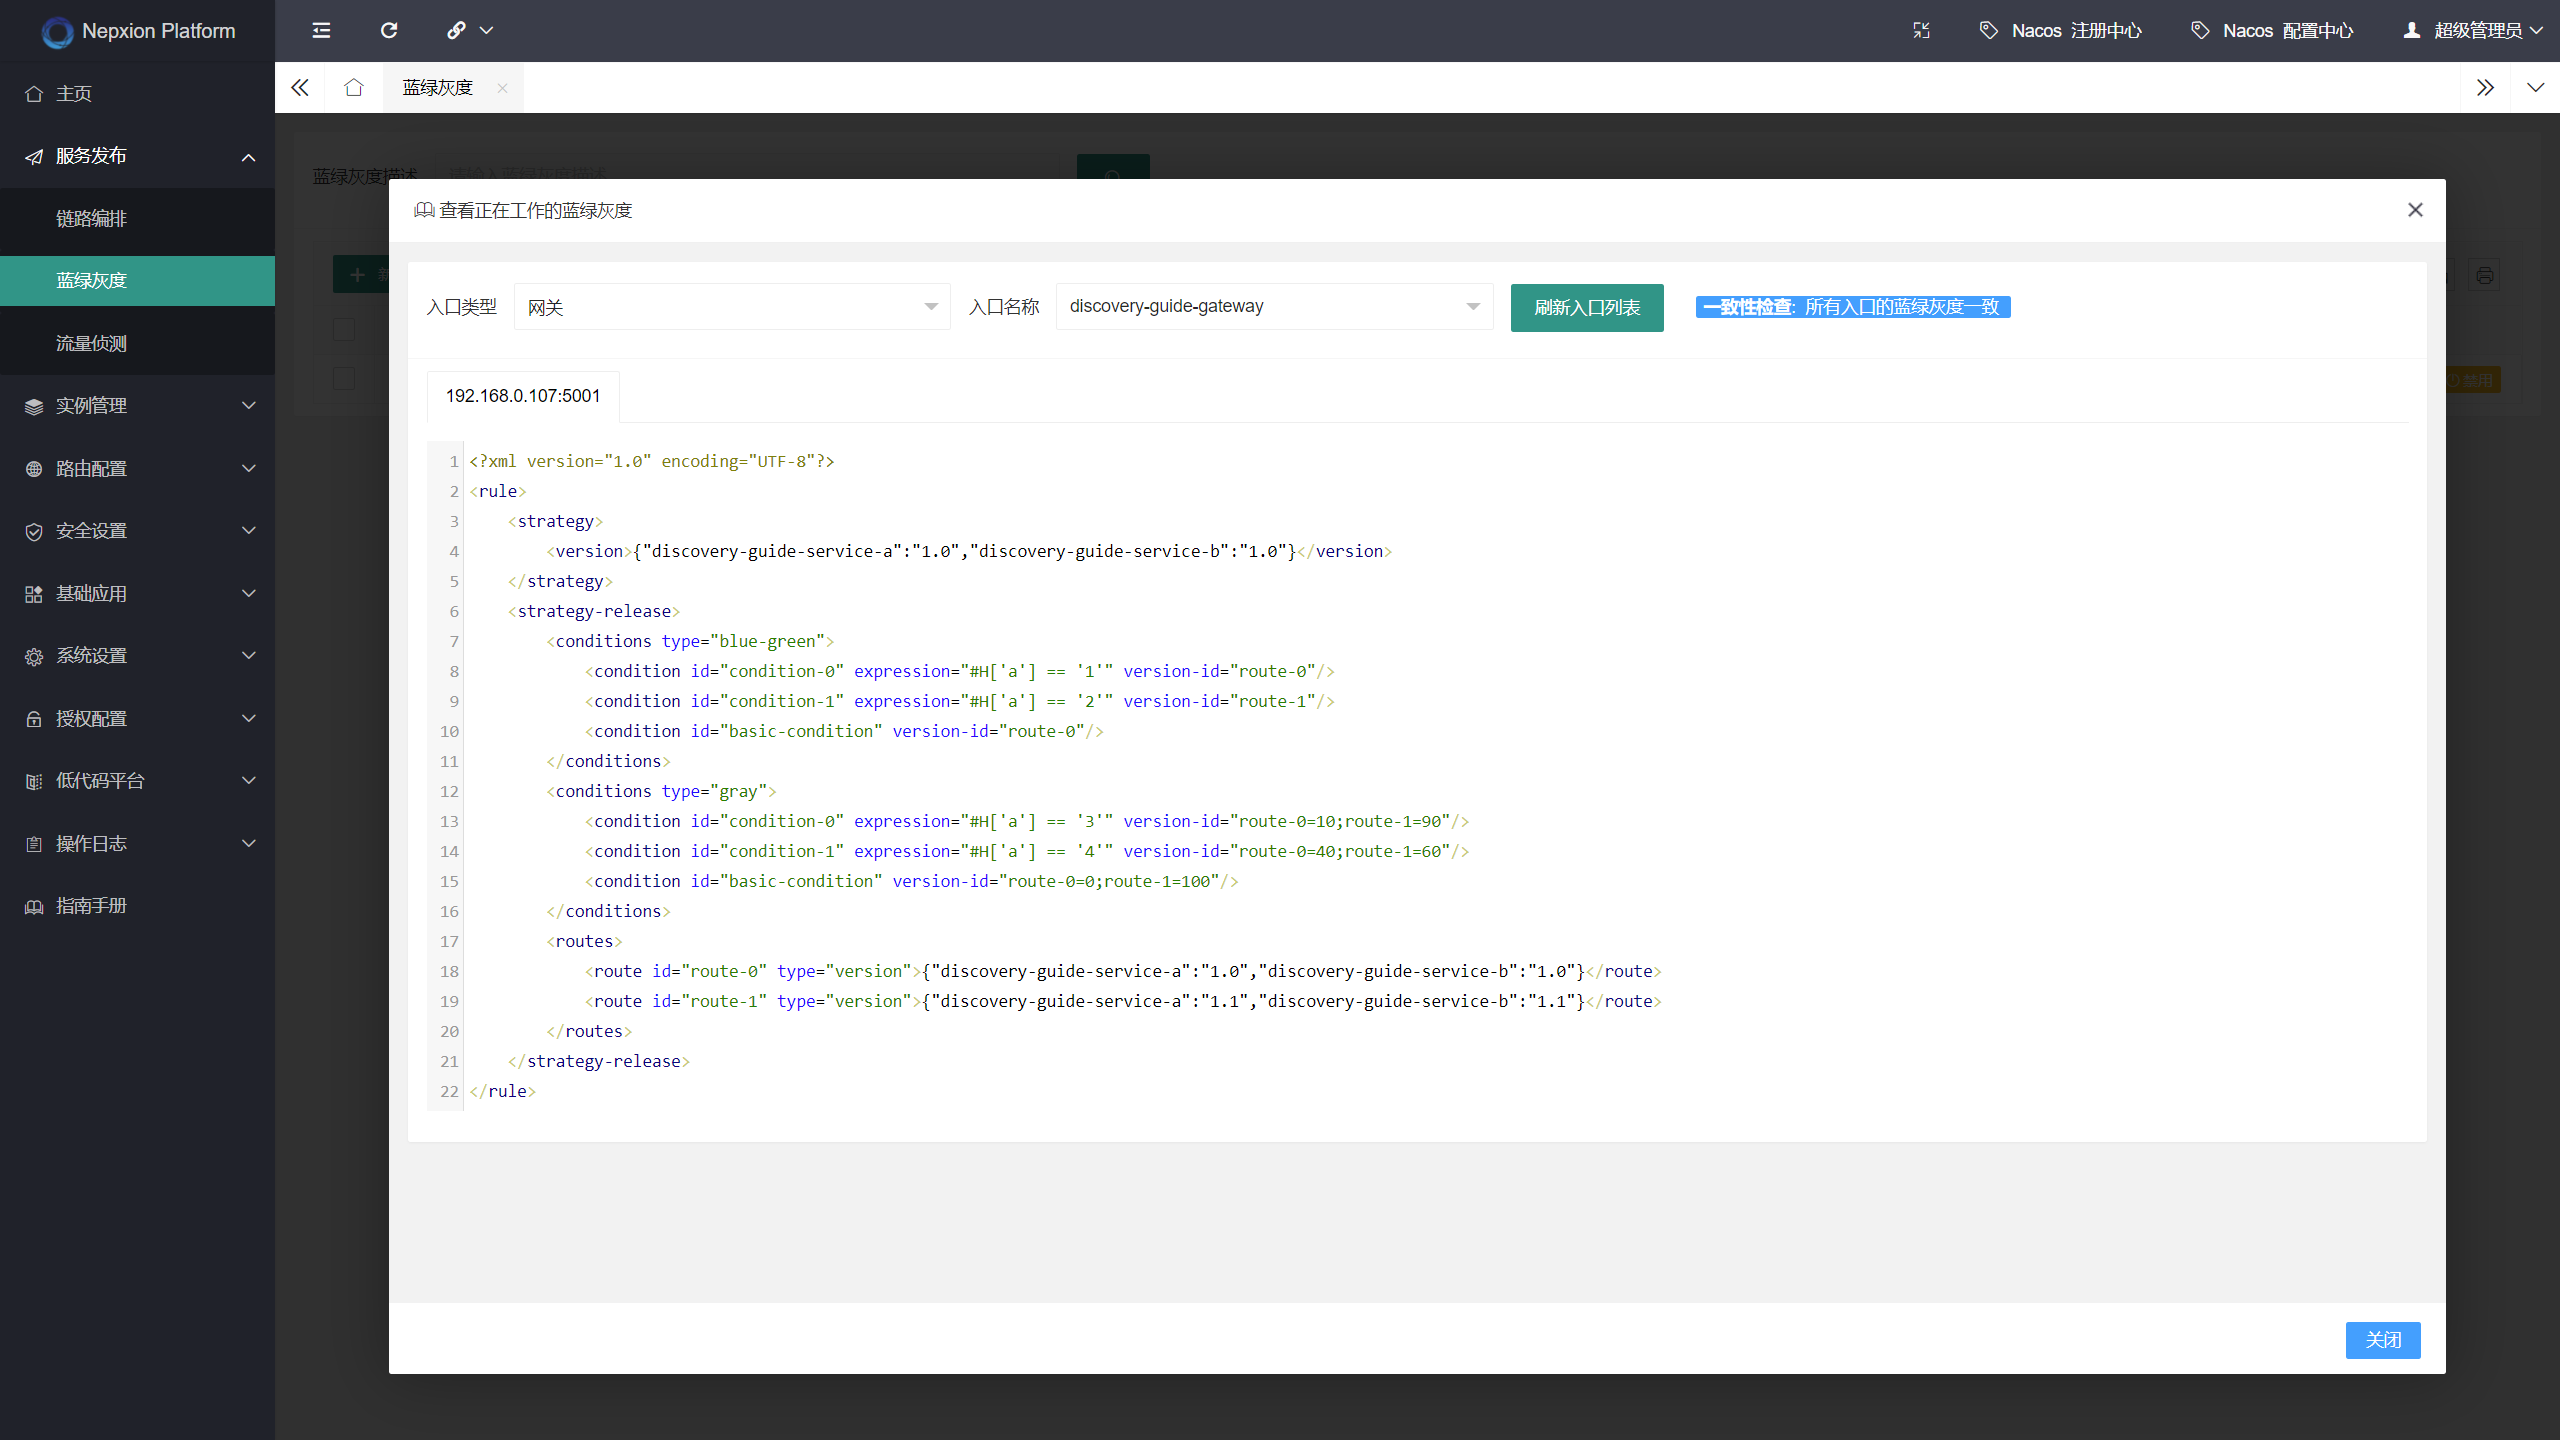 Nepxion Platform
Nacos 注册中心
Nacos 配置中心
超级管理员
主页
服务发布
链路编排
蓝绿灰度
流量侦测
实例管理
路由配置
安全设置
基础应用
系统设置
授权配置
低代码平台
操作日志
指南手册
蓝绿灰度
蓝绿灰度描述
请输入蓝绿灰度描述
禁用
查看正在工作的蓝绿灰度
入口类型 网关 入口名称 discovery-guide-gateway 刷新入口列表 一致性检查: 所有入口的蓝绿灰度一致
192.168.0.107:5001
1 <?xml version="1.0" encoding="UTF-8"?>
2 <rule>
3     <strategy>
4         <version>{"discovery-guide-service-a":"1.0","discovery-guide-service-b":"1.0"}</version>
5     </strategy>
6     <strategy-release>
7         <conditions type="blue-green">
8             <condition id="condition-0" expression="#H['a'] == '1'" version-id="route-0"/>
9             <condition id="condition-1" expression="#H['a'] == '2'" version-id="route-1"/>
10             <condition id="basic-condition" version-id="route-0"/>
11         </conditions>
12         <conditions type="gray">
13             <condition id="condition-0" expression="#H['a'] == '3'" version-id="route-0=10;route-1=90"/>
14             <condition id="condition-1" expression="#H['a'] == '4'" version-id="route-0=40;route-1=60"/>
15             <condition id="basic-condition" version-id="route-0=0;route-1=100"/>
16         </conditions>
17         <routes>
18             <route id="route-0" type="version">{"discovery-guide-service-a":"1.0","discovery-guide-service-b":"1.0"}</route>
19             <route id="route-1" type="version">{"discovery-guide-service-a":"1.1","discovery-guide-service-b":"1.1"}</route>
20         </routes>
21     </strategy-release>
22 </rule>
关闭